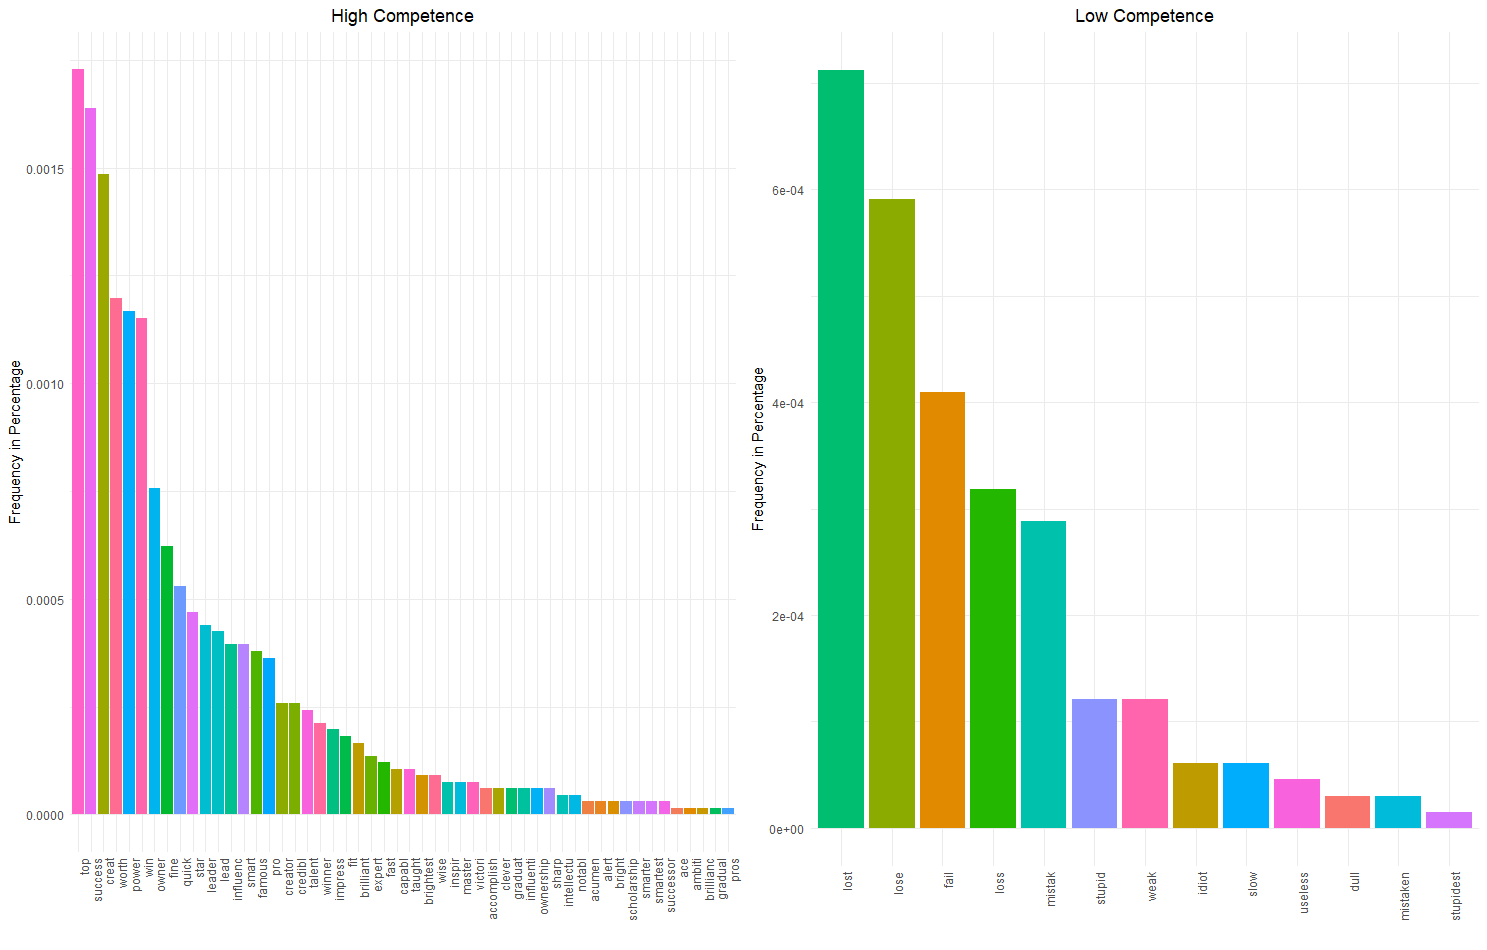 High Competence
Frequency in Percentage
0.0015
0.0010
0.0005
0.0000
top
success
creat
worth
power
win
owner
fine
quick
star
leader
lead
influenc
smart
famous
pro
creator
credibl
talent
winner
impress
fit
brilliant
expert
fast
capabl
taught
brightest
wise
inspir
master
victori
accomplish
clever
graduat
influenti
ownership
sharp
intellectu
notabl
acumen
alert
bright
scholarship
smarter
smartest
successor
ace
ambiti
brillianc
gradual
pros
Low Competence
Frequency in Percentage
6e-04
4e-04
2e-04
0e+00
lost
lose
fail
loss
mistak
stupid
weak
idiot
slow
useless
dull
mistaken
stupidest